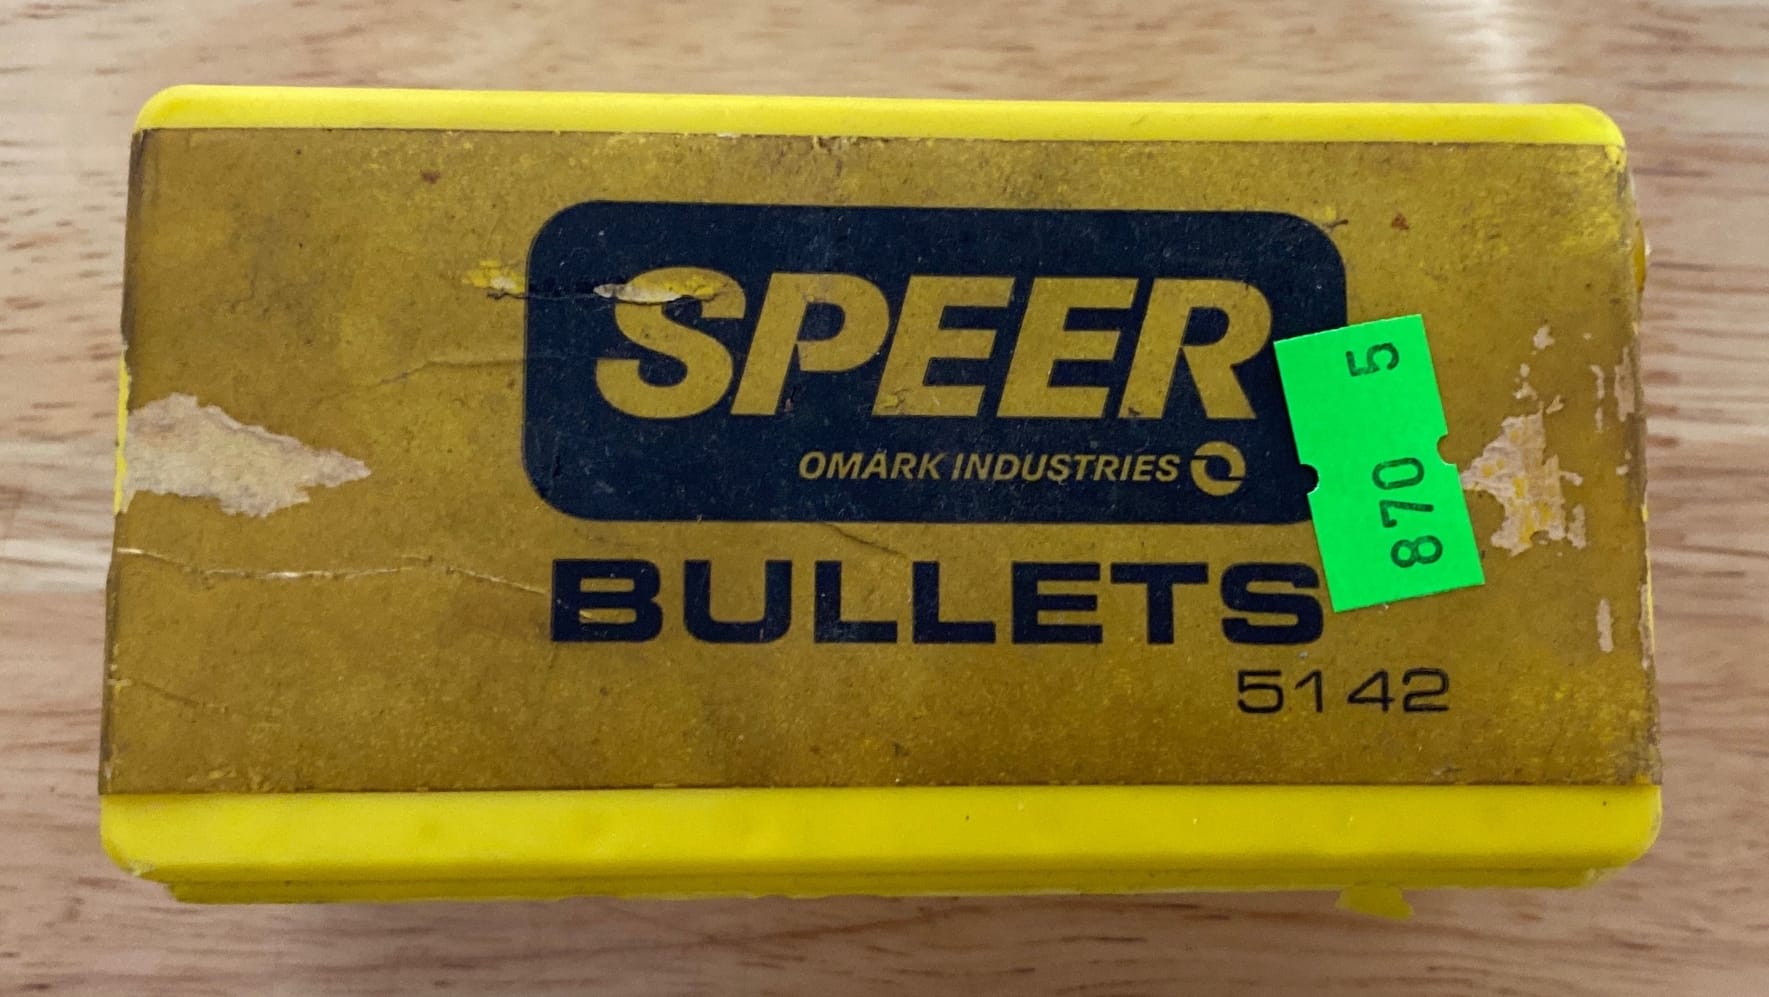 SPEER
OMARK INDUSTRIES
BULLETS
5142
870 5